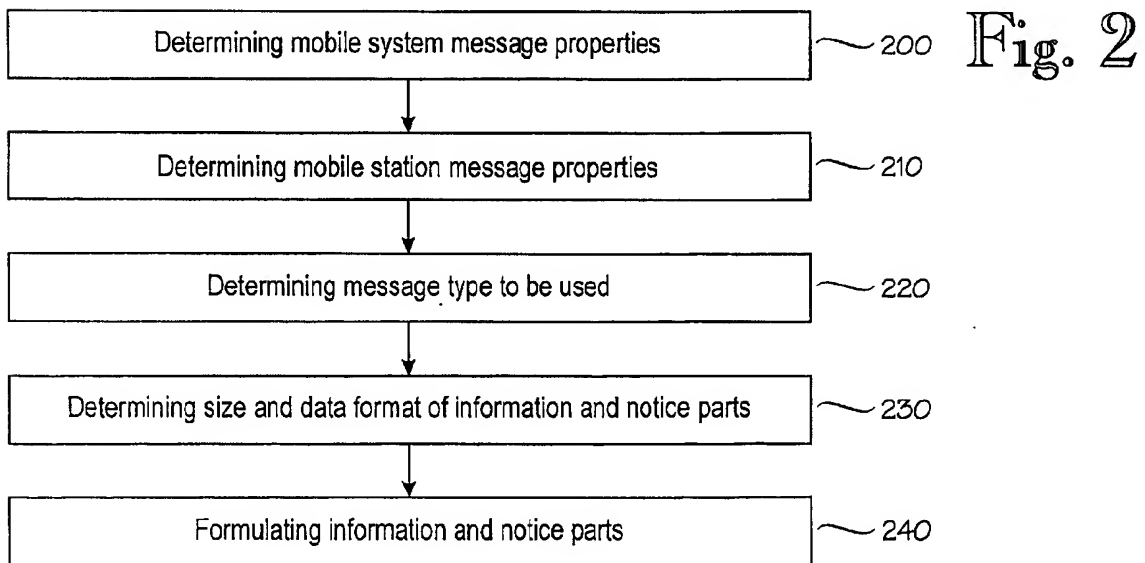 Determining mobile system message properties 200 Fig. 2
Determining mobile station message properties 210
Determining message type to be used 220
Determining size and data format of information and notice parts 230
Formulating information and notice parts 240